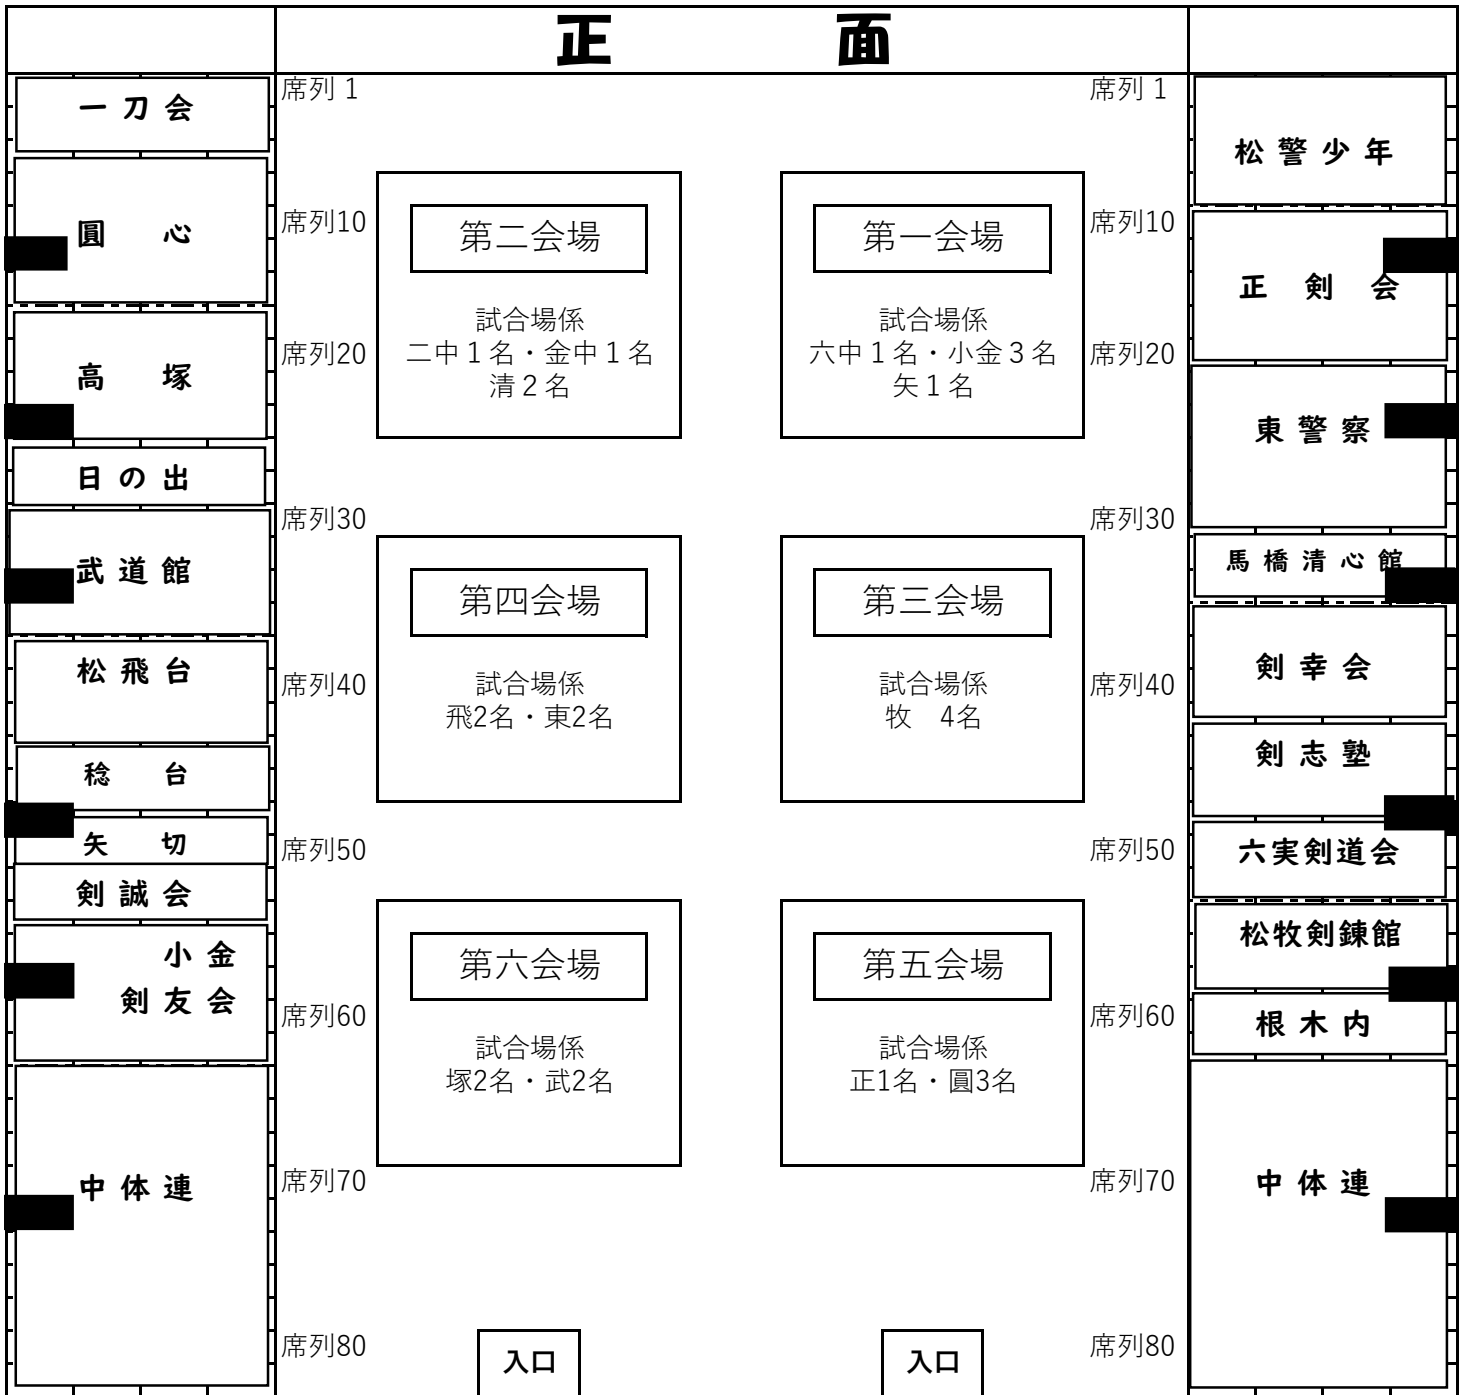 正　面
一刀会
圓　心
高　塚
日の出
武道館
松飛台
稔　台
矢　切
剣誠会
小金
剣友会
中体連
席列 1
席列10
席列20
席列30
席列40
席列50
席列60
席列70
席列80
第二会場
試合場係
二中１名・金中１名
清２名
第一会場
試合場係
六中１名・小金３名
矢１名
第四会場
試合場係
飛2名・東2名
第三会場
試合場係
牧　4名
第六会場
試合場係
塚2名・武2名
第五会場
試合場係
正1名・圓3名
入口
入口
席列 1
席列10
席列20
席列30
席列40
席列50
席列60
席列70
席列80
松警少年
正　剣　会
東警察
馬橋清心館
剣幸会
剣志塾
六実剣道会
松牧剣錬館
根木内
中体連